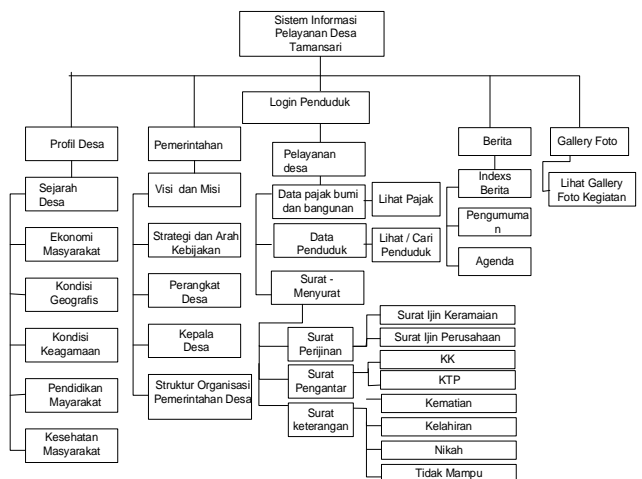 Sistem Informasi
Pelayanan Desa
Tamansari
Login Penduduk
Profil Desa
Pemerintahan
Berita
Gallery Foto
Pelayanan
desa
Sejarah
Desa
Visi dan Misi
Data pajak bumi
dan bangunan
Lihat Pajak
Indexs
Berita
Lihat Gallery
Foto Kegiatan
Ekonomi
Masyarakat
Strategi dan Arah
Kebijakan
Data
Penduduk
Lihat / Cari
Penduduk
Pengumuma
n
Agenda
Kondisi
Geografis
Perangkat
Desa
Surat -
Menyurat
Kondisi
Keagamaan
Kepala
Desa
Surat
Perijinan
Surat Ijin Keramaian
Surat Ijin Perusahaan
Pendidikan
Mayarakat
Struktur Organisasi
Pemerintahan Desa
Surat
Pengantar
KK
KTP
Kesehatan
Masyarakat
Surat
keterangan
Kematian
Kelahiran
Nikah
Tidak Mampu